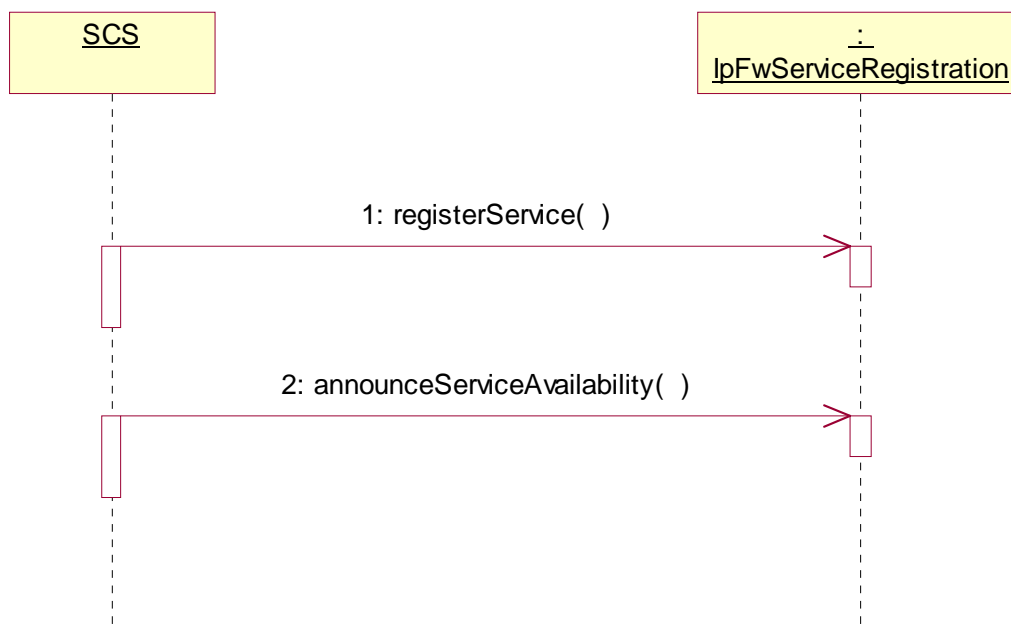 SCS
:
IpFwServiceRegistration
1: registerService(  )
2: announceServiceAvailability(  )